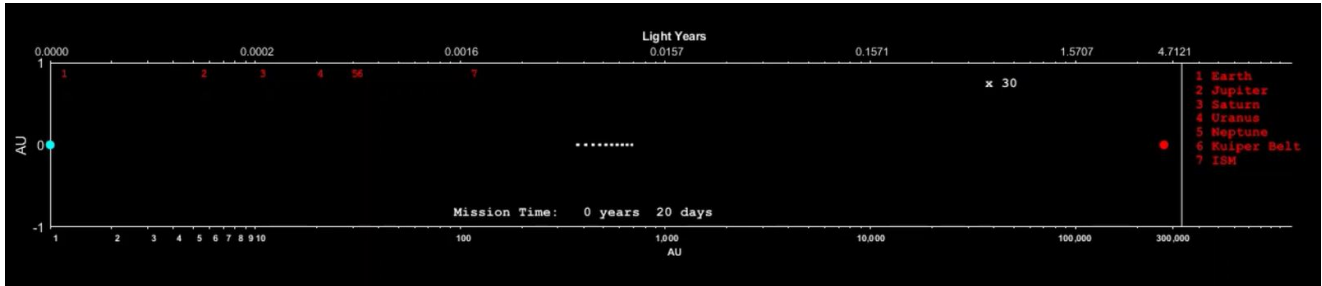 Light Years
0.0000 0.0002 0.0016 0.0157 0.1571 1.5707 4.7121
1 1 2 3 4 56 7
x 30
1 Earth
2 Jupiter
3 Saturn
4 Uranus
5 Neptune
6 Kuiper Belt
7 ISM
AU 0
Mission Time: 0 years 20 days
-1
1 2 3 4 5 6 7 8 9 10 100 1,000 10,000 100,000 300,000
AU